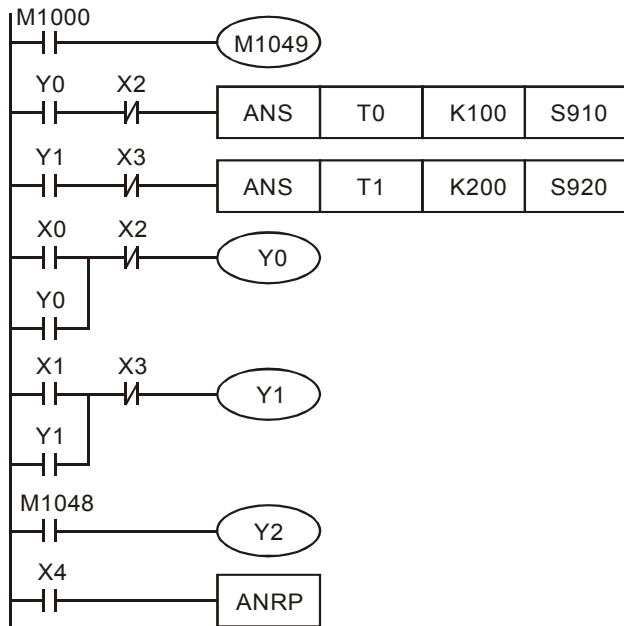 M1000
M1049
Y0 X2
ANS T0 K100 S910
Y1 X3
ANS T1 K200 S920
X0 X2
Y0
Y0
X1 X3
Y1
Y1
M1048
Y2
X4
ANRP